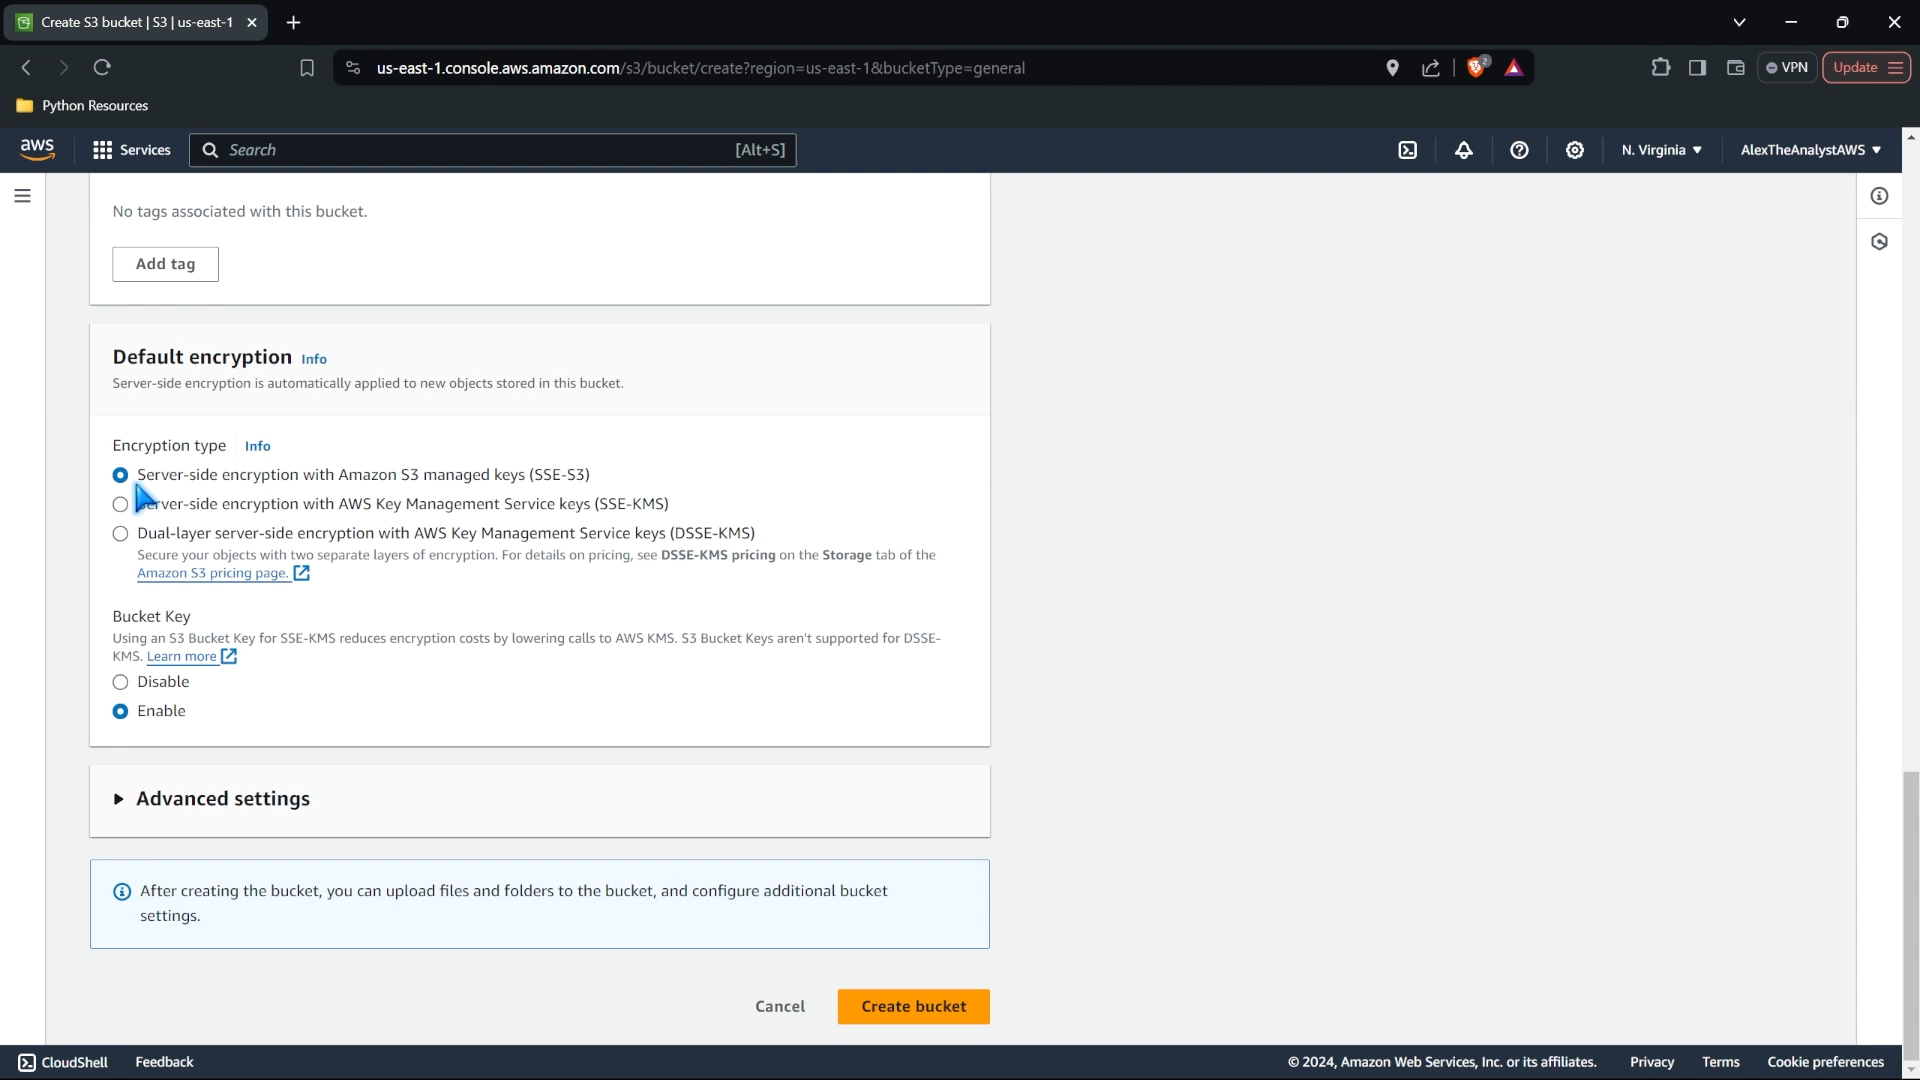 Create S3 bucket | S3 | us-east-1
us-east-1.console.aws.amazon.com/s3/bucket/create?region=us-east-1&bucketType=general
2
VPN
Update
Python Resources
aws
Services
Search
[Alt+S]
N. Virginia
AlexTheAnalystAWS
No tags associated with this bucket.
Add tag
Default encryption Info
Server-side encryption is automatically applied to new objects stored in this bucket.
Encryption type Info
Server-side encryption with Amazon S3 managed keys (SSE-S3)
Server-side encryption with AWS Key Management Service keys (SSE-KMS)
Dual-layer server-side encryption with AWS Key Management Service keys (DSSE-KMS)
Secure your objects with two separate layers of encryption. For details on pricing, see DSSE-KMS pricing on the Storage tab of the
Amazon S3 pricing page.
Bucket Key
Using an S3 Bucket Key for SSE-KMS reduces encryption costs by lowering calls to AWS KMS. S3 Bucket Keys aren't supported for DSSE-
KMS. Learn more
Disable
Enable
Advanced settings
After creating the bucket, you can upload files and folders to the bucket, and configure additional bucket
settings.
Cancel
Create bucket
CloudShell
Feedback
© 2024, Amazon Web Services, Inc. or its affiliates.
Privacy
Terms
Cookie preferences